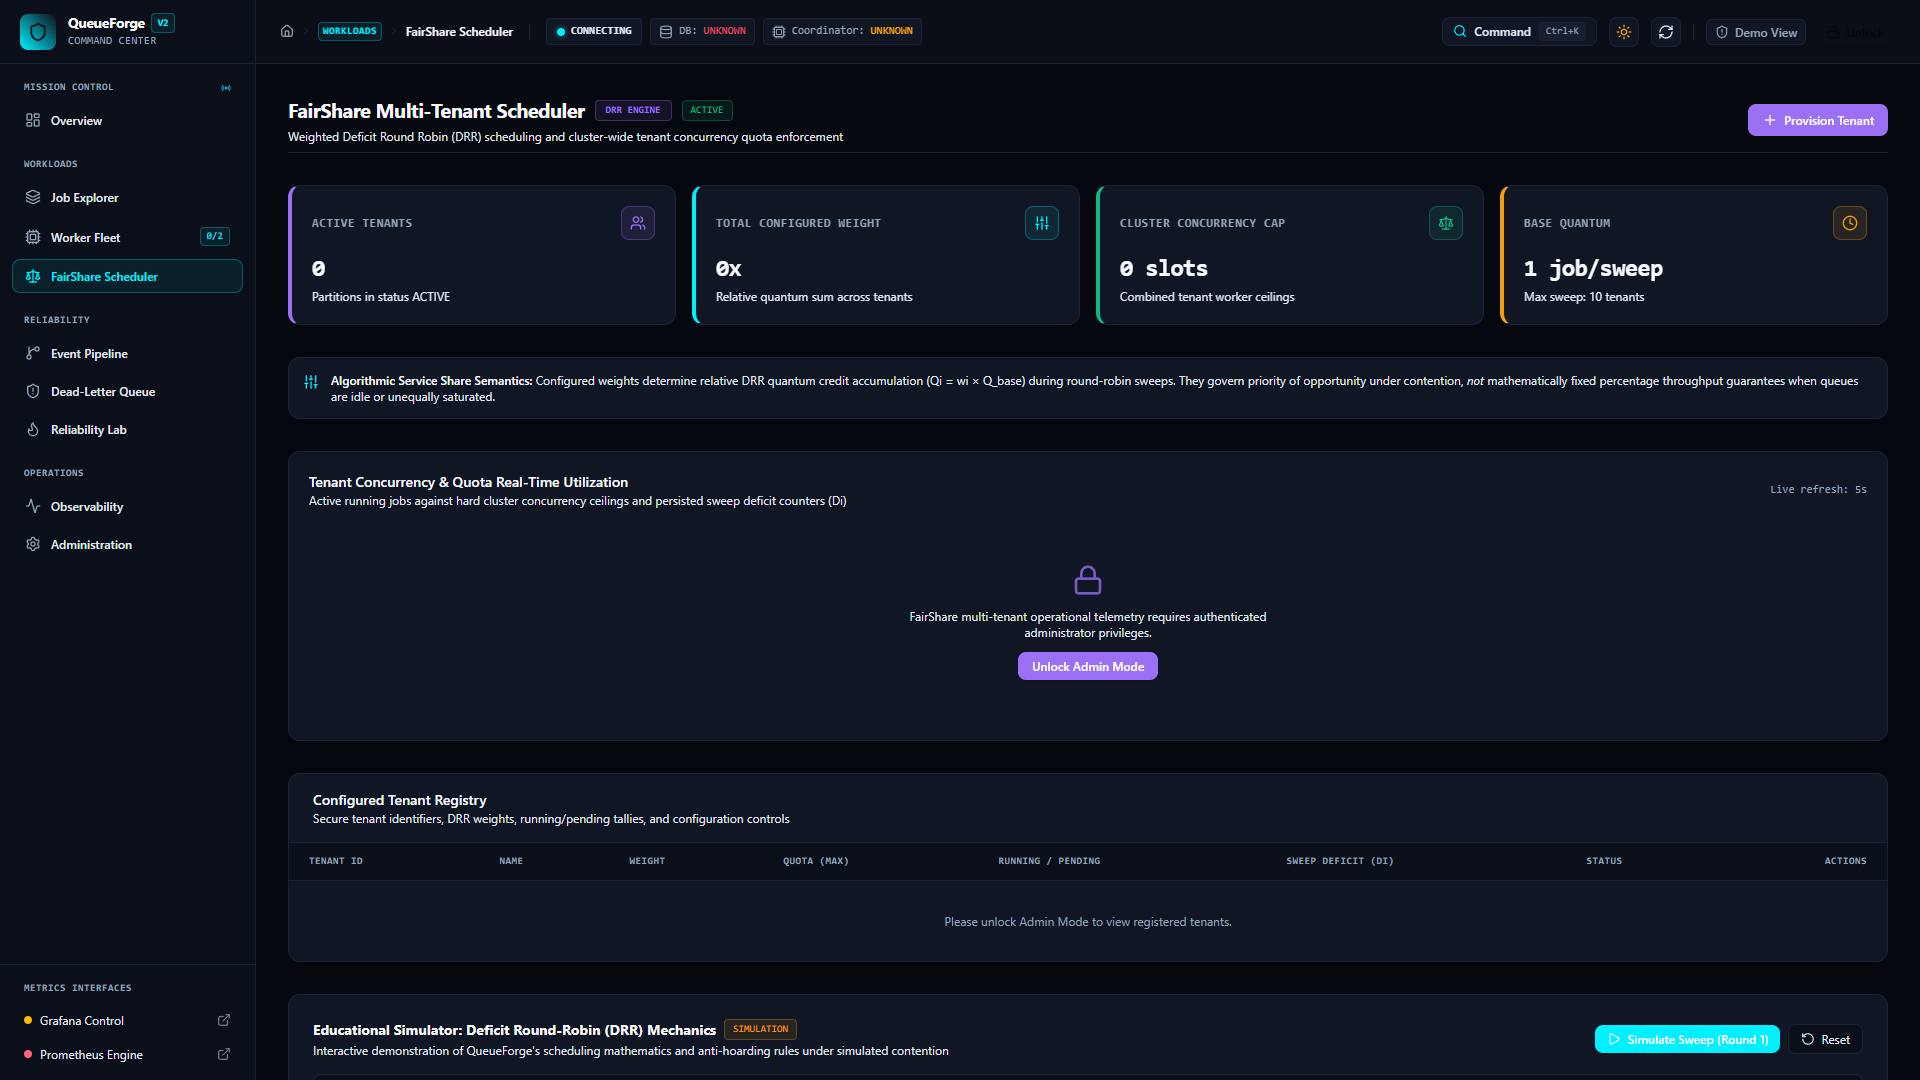 QueueForge V2
COMMAND CENTER
MISSION CONTROL
Overview
WORKLOADS
Job Explorer
Worker Fleet 0/2
FairShare Scheduler
RELIABILITY
Event Pipeline
Dead-Letter Queue
Reliability Lab
OPERATIONS
Observability
Administration
METRICS INTERFACES
Grafana Control
Prometheus Engine
WORKLOADS FairShare Scheduler CONNECTING DB: UNKNOWN Coordinator: UNKNOWN Command Ctrl+K Demo View
FairShare Multi-Tenant Scheduler DRR ENGINE ACTIVE
Weighted Deficit Round Robin (DRR) scheduling and cluster-wide tenant concurrency quota enforcement
Provision Tenant
ACTIVE TENANTS
0
Partitions in status ACTIVE
TOTAL CONFIGURED WEIGHT
0x
Relative quantum sum across tenants
CLUSTER CONCURRENCY CAP
0 slots
Combined tenant worker ceilings
BASE QUANTUM
1 job/sweep
Max sweep: 10 tenants
Algorithmic Service Share Semantics: Configured weights determine relative DRR quantum credit accumulation (Qi = wi × Q_base) during round-robin sweeps. They govern priority of opportunity under contention, not mathematically fixed percentage throughput guarantees when queues
are idle or unequally saturated.
Tenant Concurrency & Quota Real-Time Utilization
Active running jobs against hard cluster concurrency ceilings and persisted sweep deficit counters (Di)
Live refresh: 5s
FairShare multi-tenant operational telemetry requires authenticated
administrator privileges.
Unlock Admin Mode
Configured Tenant Registry
Secure tenant identifiers, DRR weights, running/pending tallies, and configuration controls
TENANT ID NAME WEIGHT QUOTA (MAX) RUNNING / PENDING SWEEP DEFICIT (DI) STATUS ACTIONS
Please unlock Admin Mode to view registered tenants.
Educational Simulator: Deficit Round-Robin (DRR) Mechanics SIMULATION
Interactive demonstration of QueueForge's scheduling mathematics and anti-hoarding rules under simulated contention
Simulate Sweep (Round 1) Reset